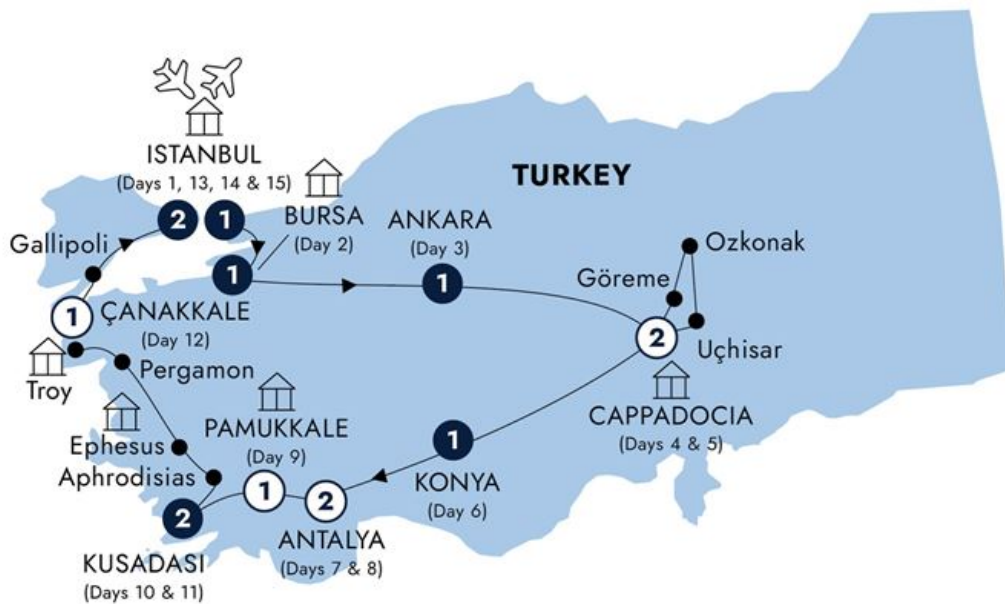 ISTANBUL
(Days 1, 13, 14 & 15)
TURKEY
BURSA
(Day 2)
ANKARA
(Day 3)
2
1
Gallipoli
1
1
Ozkonak
Göreme
1
ÇANAKKALE
(Day 12)
2
Uçhisar
Troy
Pergamon
CAPPADOCIA
(Days 4 & 5)
PAMUKKALE
(Day 9)
1
KONYA
(Day 6)
Ephesus
Aphrodisias
1
2
2
ANTALYA
(Days 7 & 8)
KUSADASI
(Days 10 & 11)